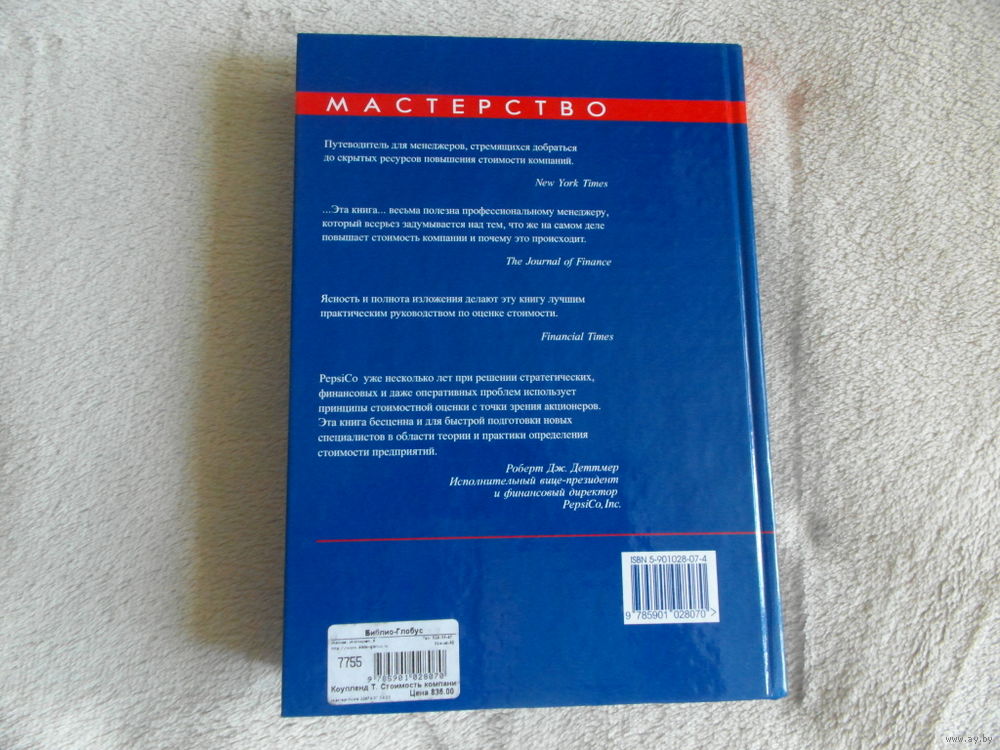 МАСТЕРСТВО
Путеводитель для менеджеров, стремящихся добраться
до скрытых ресурсов повышения стоимости компаний.
New York Times
...Эта книга... весьма полезна профессиональному менеджеру,
который всерьез задумывается над тем, что же на самом деле
повышает стоимость компании и почему это происходит.
The Journal of Finance
Ясность и полнота изложения делают эту книгу лучшим
практическим руководством по оценке стоимости.
Financial Times
PepsiCo уже несколько лет при решении стратегических,
финансовых и даже оперативных проблем использует
принципы стоимостной оценки с точки зрения акционеров.
Эта книга бесценна и для быстрой подготовки новых
специалистов в области теории и практики определения
стоимости предприятий.
Роберт Дж. Деттмер
Исполнительный вице-президент
и финансовый директор
PepsiCo, Inc.
ISBN 5-901028-07-4
9 785901 028070 >
Библио-Глобус
7755
9 785901 028070
Коупленд Т. Стоимость компани
Цена 836.00
www.ay.by